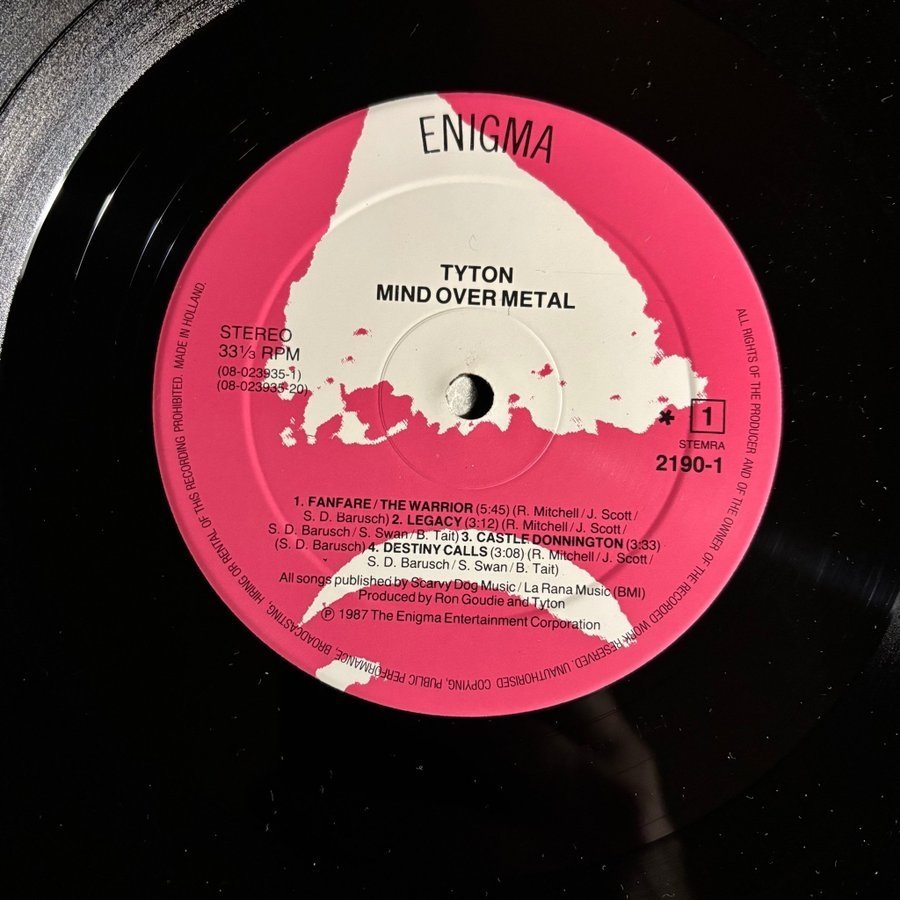 ENIGMA
TYTON
MIND OVER METAL
STEREO
33⅓ RPM
(08-023935-1)
(08-023935-20)
* 1
STEMRA
2190-1
1. FANFARE / THE WARRIOR (5:45) (R. Mitchell / J. Scott /
S. D. Barusch) 2. LEGACY (3:12) (R. Mitchell / J. Scott /
S. D. Barusch / S. Swan / B. Tait) 3. CASTLE DONNINGTON (3:33)
(S. D. Barusch) 4. DESTINY CALLS (3:08) (R. Mitchell / J. Scott /
S. D. Barusch / S. Swan / B. Tait)
All songs published by Scarvy Dog Music / La Rana Music (BMI)
Produced by Ron Goudie and Tyton
℗ 1987 The Enigma Entertainment Corporation
ALL RIGHTS OF THE PRODUCER AND OF THE OWNER OF THE RECORDED WORK RESERVED. UNAUTHORISED COPYING, PUBLIC PERFORMANCE, BROADCASTING, HIRING OR RENTAL OF THIS RECORDING PROHIBITED. MADE IN HOLLAND.